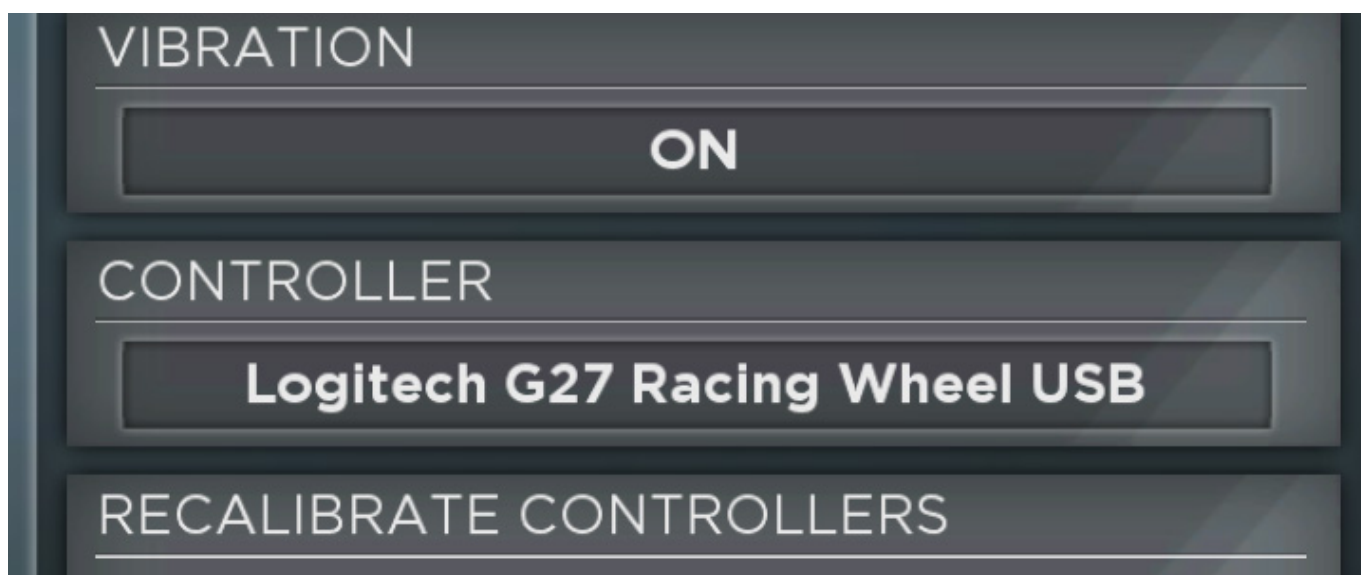 VIBRATION
ON
CONTROLLER
Logitech G27 Racing Wheel USB
RECALIBRATE CONTROLLERS